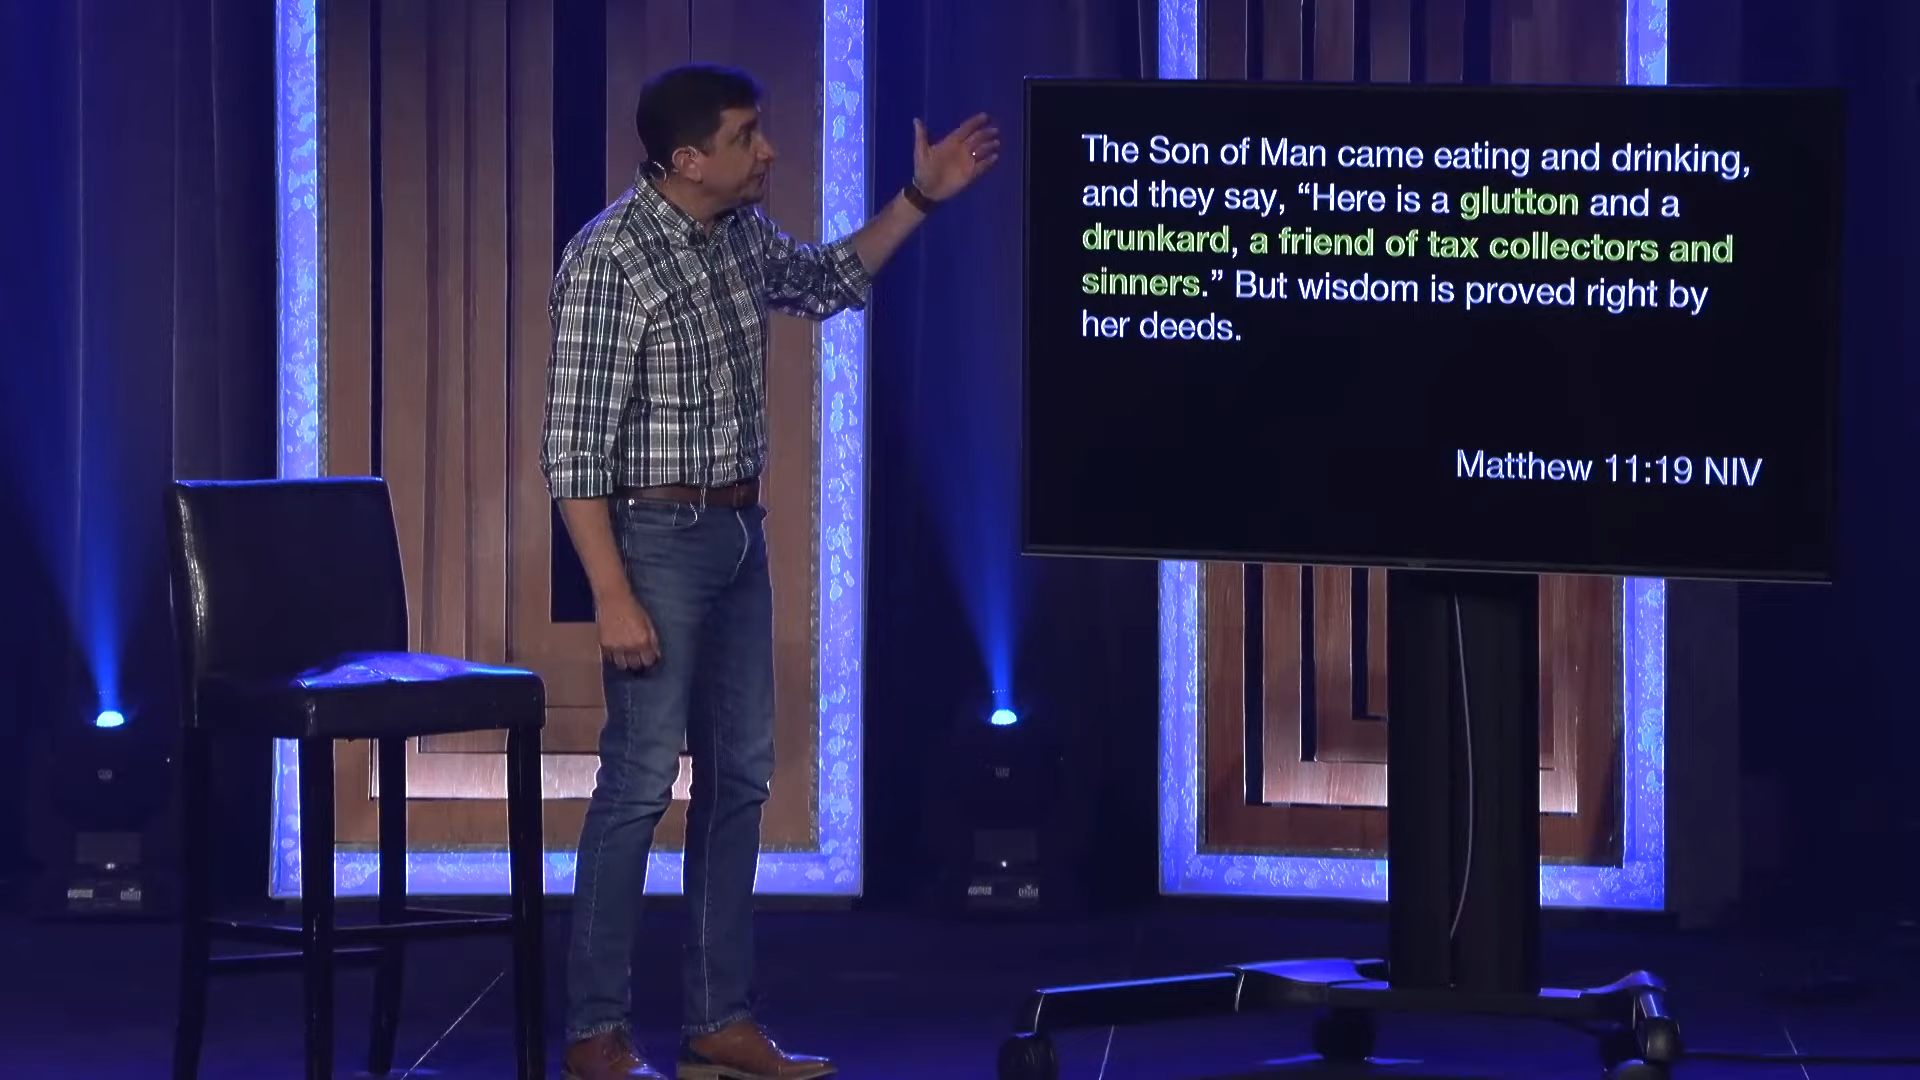 The Son of Man came eating and drinking,
and they say, “Here is a glutton and a
drunkard, a friend of tax collectors and
sinners.” But wisdom is proved right by
her deeds.
Matthew 11:19 NIV